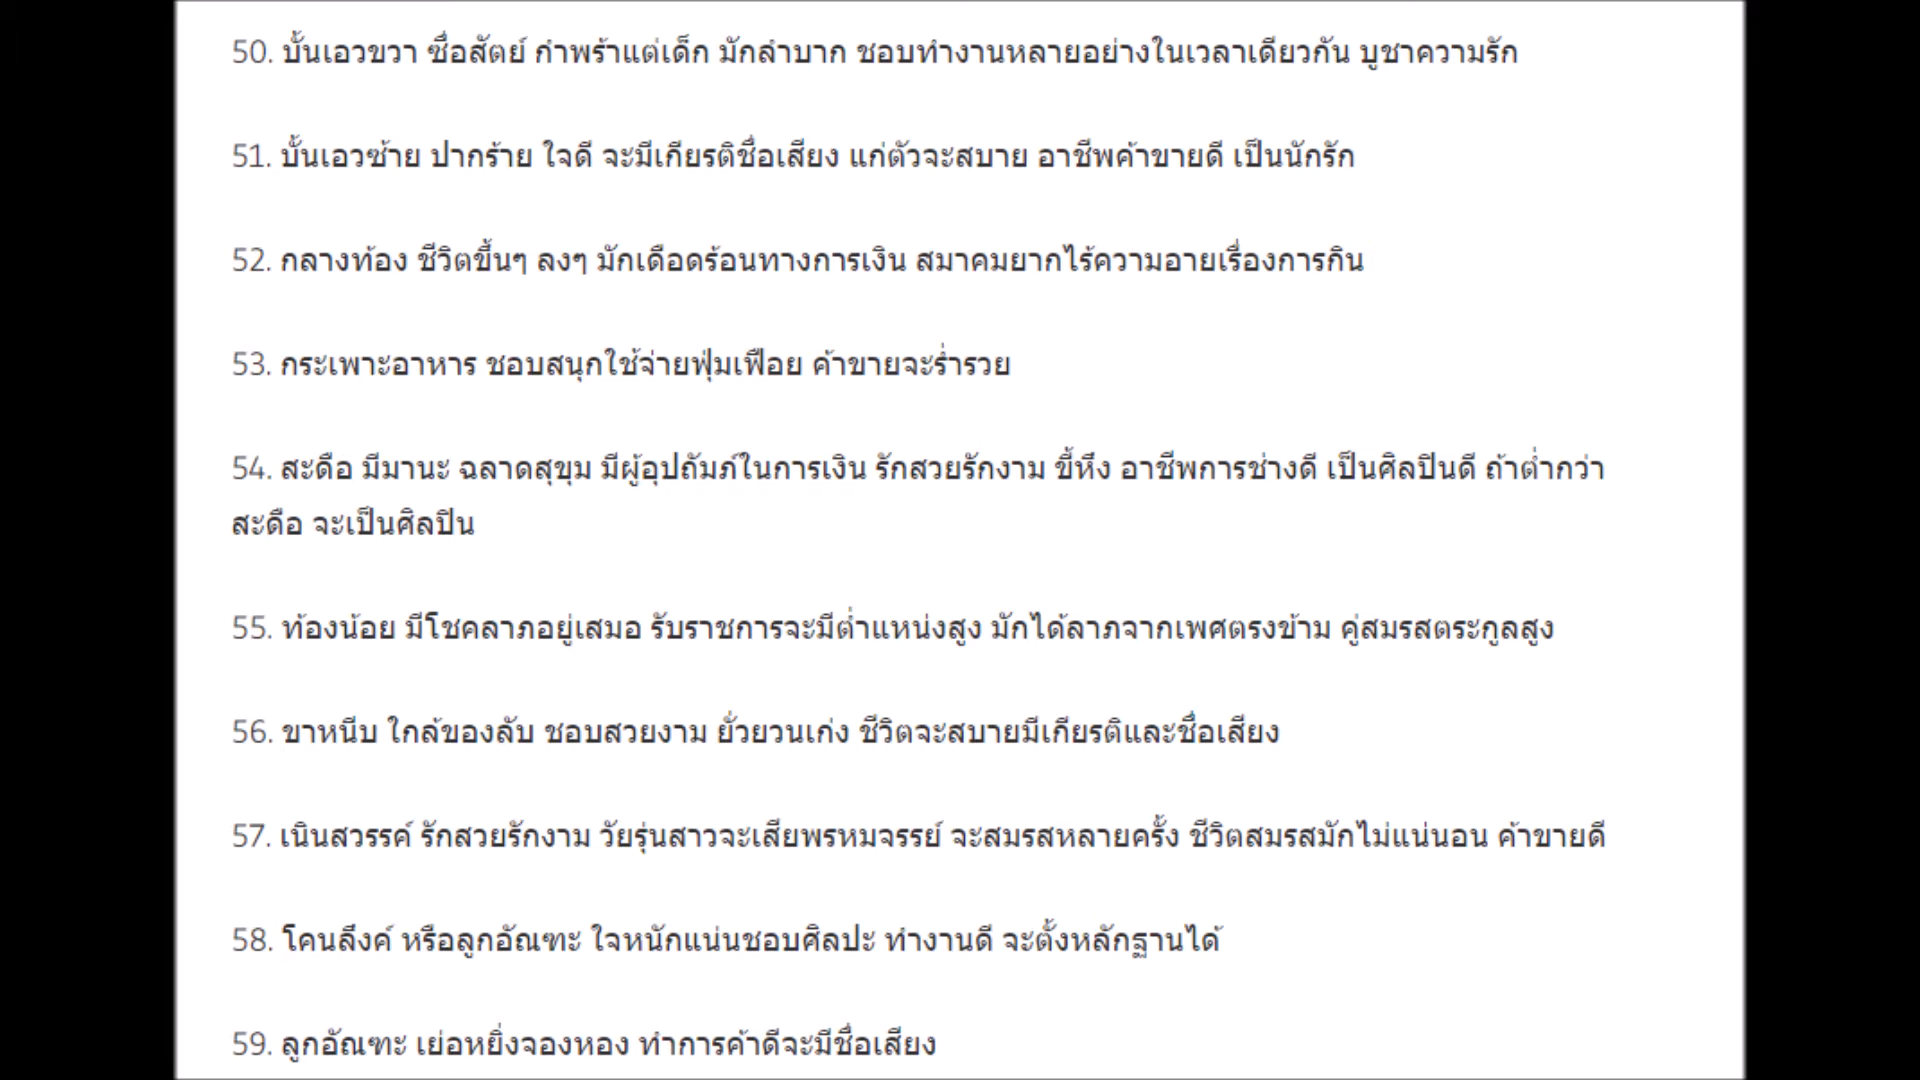 50. บั้นเอวขวา ซื่อสัตย์ กำพร้าแต่เด็ก มักลำบาก ชอบทำงานหลายอย่างในเวลาเดียวกัน บูชาความรัก
51. บั้นเอวซ้าย ปากร้าย ใจดี จะมีเกียรติชื่อเสียง แก่ตัวจะสบาย อาชีพค้าขายดี เป็นนักรัก
52. กลางท้อง ชีวิตขึ้นๆ ลงๆ มักเดือดร้อนทางการเงิน สมาคมยากไร้ความอายเรื่องการกิน
53. กระเพาะอาหาร ชอบสนุกใช้จ่ายฟุ่มเฟือย ค้าขายจะร่ำรวย
54. สะดือ มีมานะ ฉลาดสุขุม มีผู้อุปถัมภ์ในการเงิน รักสวยรักงาม ขี้หึง อาชีพการช่างดี เป็นศิลปินดี ถ้าต่ำกว่า
สะดือ จะเป็นศิลปิน
55. ท้องน้อย มีโชคลาภอยู่เสมอ รับราชการจะมีตำแหน่งสูง มักได้ลาภจากเพศตรงข้าม คู่สมรสตระกูลสูง
56. ขาหนีบ ใกล้ของลับ ชอบสวยงาม ยั่วยวนเก่ง ชีวิตจะสบายมีเกียรติและชื่อเสียง
57. เนินสวรรค์ รักสวยรักงาม วัยรุ่นสาวจะเสียพรหมจรรย์ จะสมรสหลายครั้ง ชีวิตสมรสมักไม่แน่นอน ค้าขายดี
58. โคนลึงค์ หรือลูกอัณฑะ ใจหนักแน่นชอบศิลปะ ทำงานดี จะตั้งหลักฐานได้
59. ลูกอัณฑะ เย่อหยิ่งจองหอง ทำการค้าดีจะมีชื่อเสียง